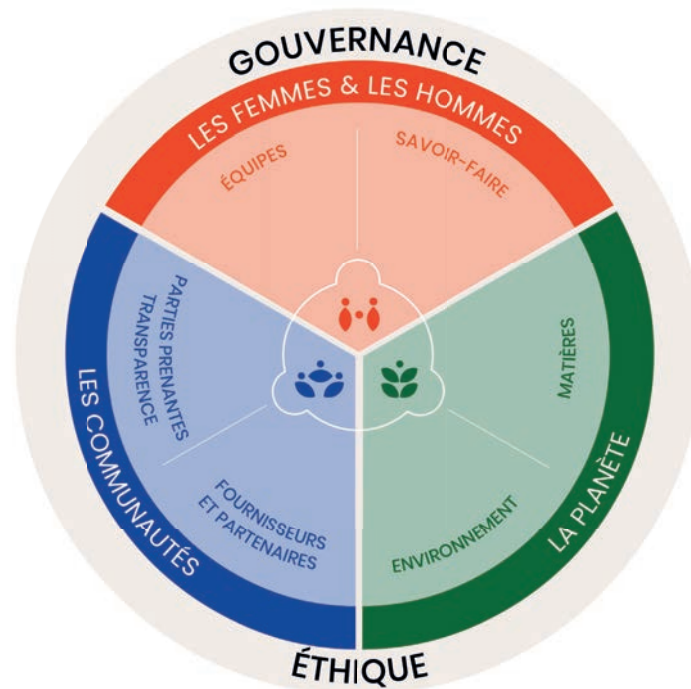 GOUVERNANCE
LES FEMMES & LES HOMMES
ÉQUIPES
SAVOIR-FAIRE
PARTIES PRENANTES
TRANSPARENCE
MATIÈRES
LES COMMUNAUTÉS
LA PLANÈTE
FOURNISSEURS
ET PARTENAIRES
ENVIRONNEMENT
ÉTHIQUE